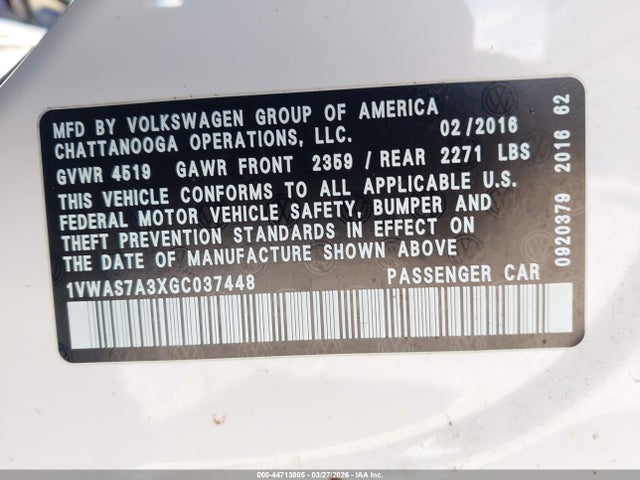 MFD BY VOLKSWAGEN GROUP OF AMERICA
CHATTANOOGA OPERATIONS, LLC. 02/2016
GVWR 4519 GAWR FRONT 2359 / REAR 2271 LBS
THIS VEHICLE CONFORMS TO ALL APPLICABLE U.S.
FEDERAL MOTOR VEHICLE SAFETY, BUMPER AND
THEFT PREVENTION STANDARDS IN EFFECT ON
THE DATE OF MANUFACTURE SHOWN ABOVE
1VWAS7A3XGC037448 PASSENGER CAR
0920379 2016 62
000-44713805 - 03/27/2026 - IAA Inc.